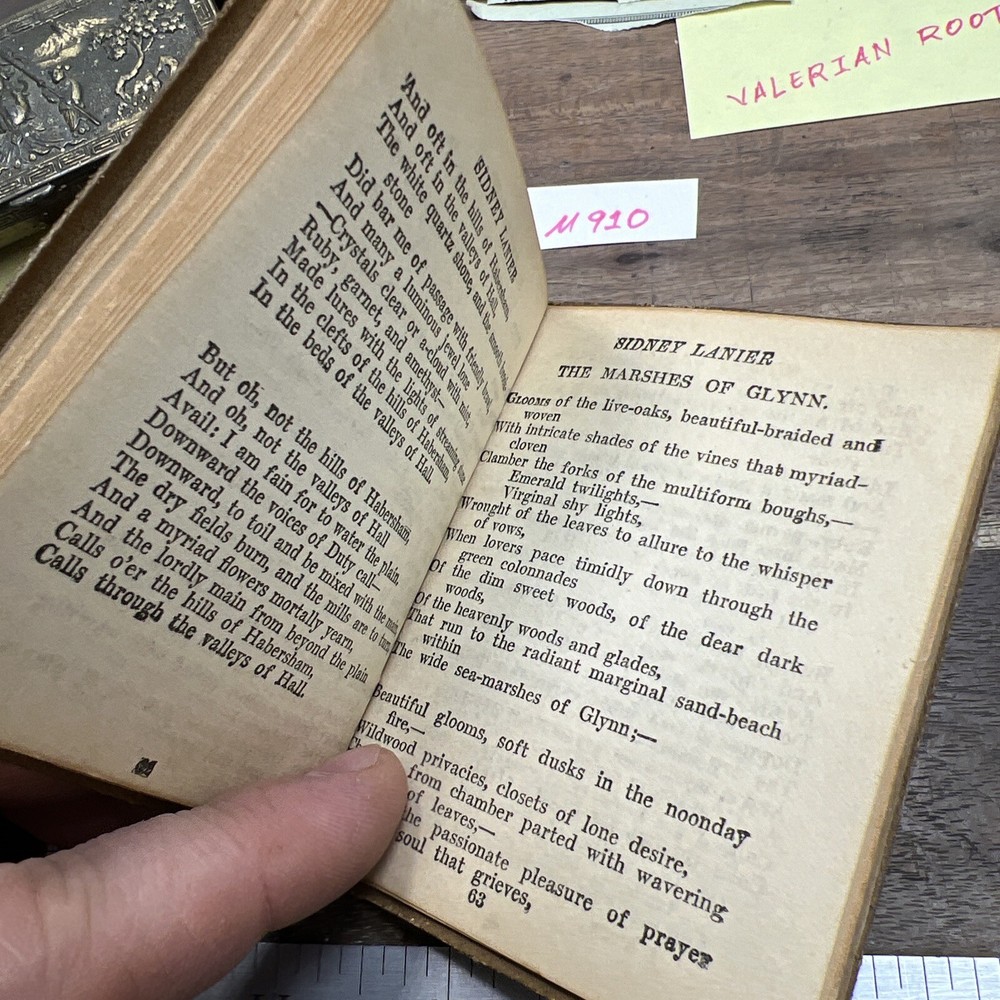 VALERIAN ROOT
M 910
SIDNEY LANIER
And oft in the hills of Habersham,
And oft in the valleys of Hall,
The white quartz shone, and the smooth
stone
Did bar me of passage with friendly
And many a luminous jewel lone
—Crystals clear or a-cloud with mist,
Ruby, garnet, and amethyst—
Made lures with the lights of streaming stone
In the clefts of the hills of Habersham
In the beds of the valleys of Hall
But oh, not the hills of Habersham,
And oh, not the valleys of Hall
Avail: I am fain for to water the plain.
Downward the voices of Duty call—
Downward, to toil and be mixed with the main
The dry fields burn, and the mills are to turn,
And a myriad flowers mortally yearn,
And the lordly main from beyond the plain
Calls o'er the hills of Habersham,
Calls through the valleys of Hall.
SIDNEY LANIER
THE MARSHES OF GLYNN.
GLOOMS of the live-oaks, beautiful-braided and
woven
With intricate shades of the vines that myriad-
cloven
Clamber the forks of the multiform boughs,—
Emerald twilights,—
Virginal shy lights,
Wrought of the leaves to allure to the whisper
of vows,
When lovers pace timidly down through the
green colonnades
Of the dim sweet woods, of the dear dark
woods,
Of the heavenly woods and glades,
That run to the radiant marginal sand-beach
within
The wide sea-marshes of Glynn;—
Beautiful glooms, soft dusks in the noonday
fire,—
Wildwood privacies, closets of lone desire,
from chamber parted with wavering
of leaves,—
the passionate pleasure of prayer
soul that grieves,
63